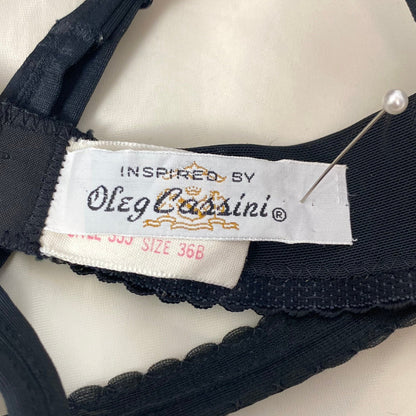 INSPIRED BY
Oleg Cassini ®
SIZE 36B